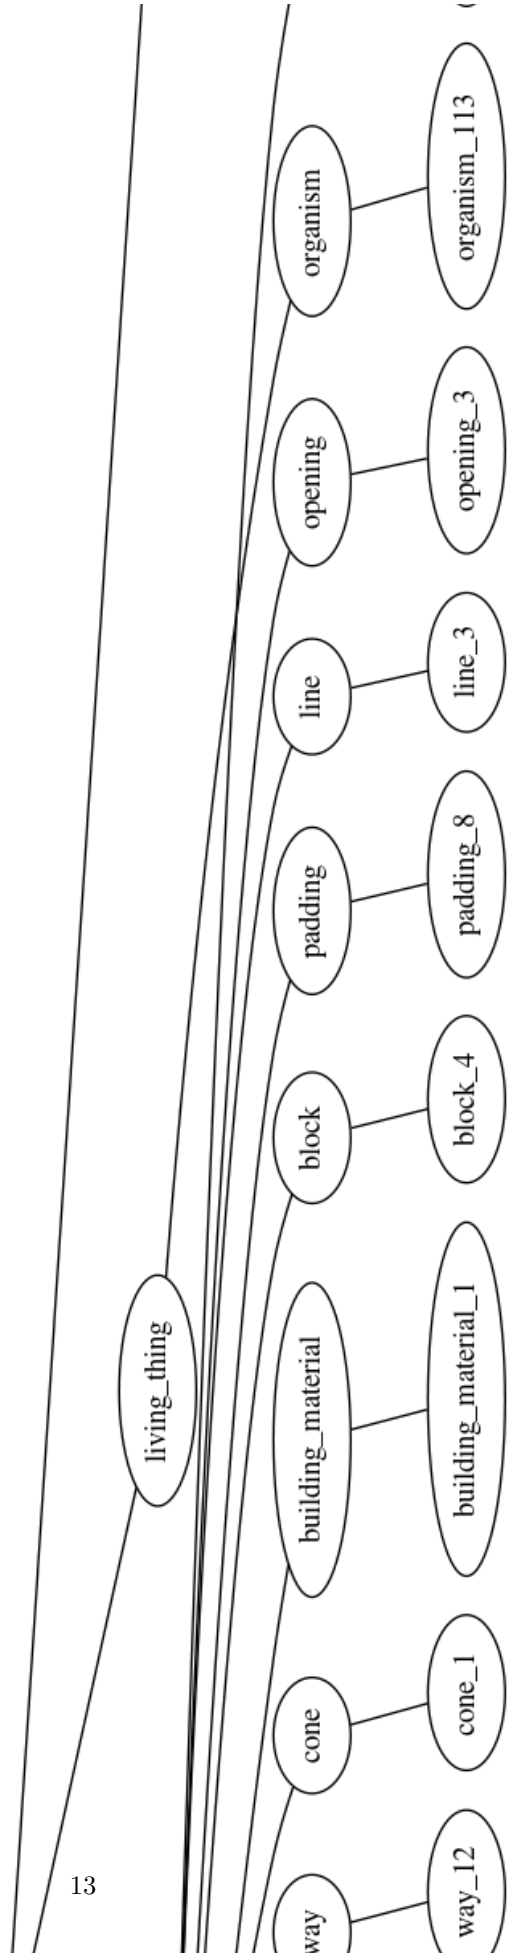 organism
organism_113
opening
opening_3
line
line_3
padding
padding_8
block
block_4
living_thing
building_material
building_material_1
cone
cone_1
way
way_12
13